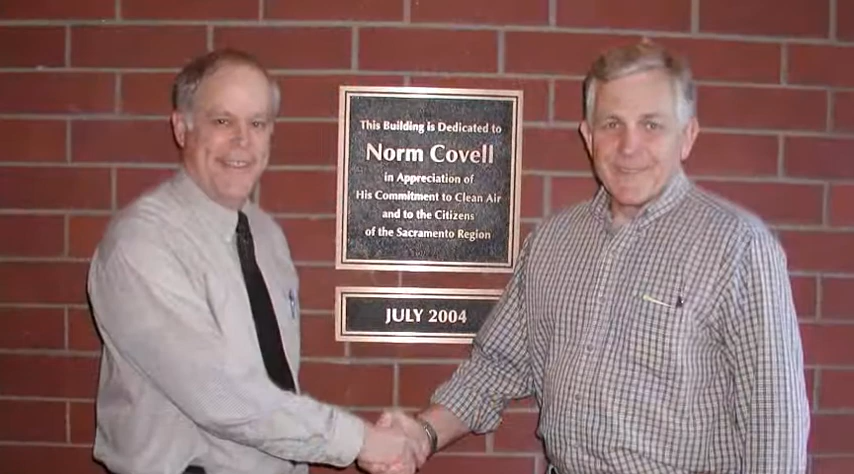 This Building is Dedicated to
Norm Covell
in Appreciation of
His Commitment to Clean Air
and to the Citizens
of the Sacramento Region
JULY 2004